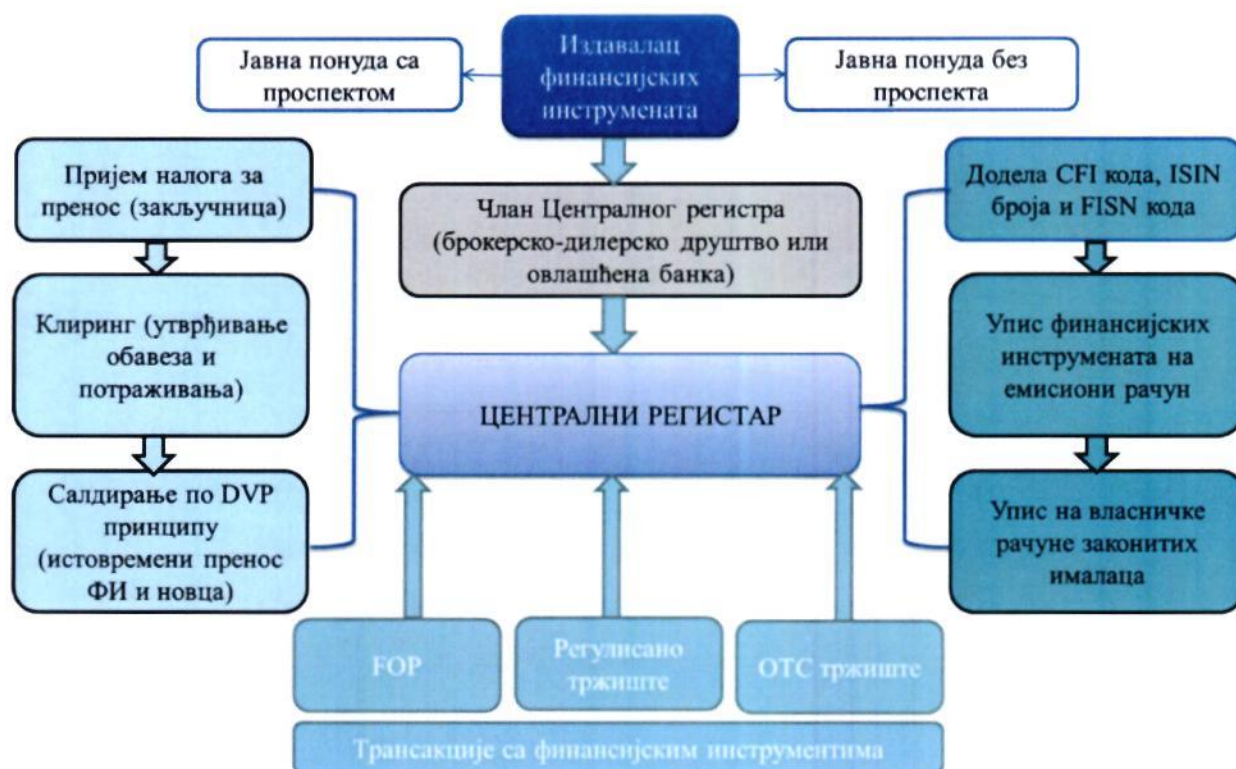 Јавна понуда са
проспектом
Издавалац
финансијских
инструмената
Јавна понуда без
проспекта
Пријем налога за
пренос (закључница)
Члан Централног регистра
(брокерско-дилерско друштво или
овлашћена банка)
Додела CFI кода, ISIN
броја и FISN кода
Клиринг (утврђивање
обавеза и
потраживања)
ЦЕНТРАЛНИ РЕГИСТАР
Упис финансијских
инструмената на
емисиони рачун
Салдирање по DVP
принципу
(истовремени пренос
ФИ и новца)
Упис на власничке
рачуне законитих
ималаца
FOP
Регулисано
тржиште
ОТС тржиште
Трансакције са финансијским инструментима